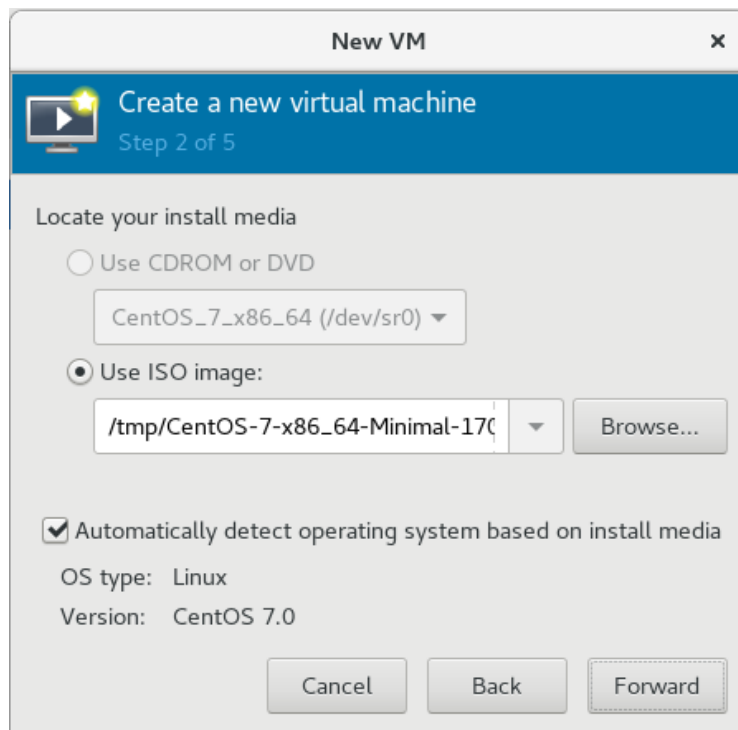 New VM ×
Create a new virtual machine
Step 2 of 5
Locate your install media
Use CDROM or DVD
CentOS_7_x86_64 (/dev/sr0)
Use ISO image:
/tmp/CentOS-7-x86_64-Minimal-170 Browse...
Automatically detect operating system based on install media
OS type: Linux
Version: CentOS 7.0
Cancel Back Forward